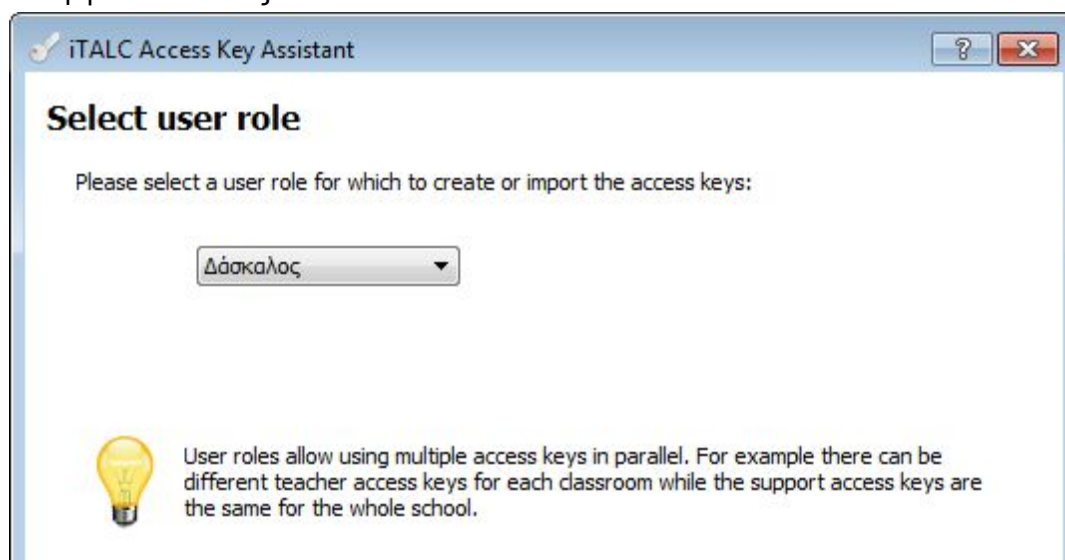 iTALC Access Key Assistant
Select user role
Please select a user role for which to create or import the access keys:
Δάσκαλος
User roles allow using multiple access keys in parallel. For example there can be
different teacher access keys for each classroom while the support access keys are
the same for the whole school.